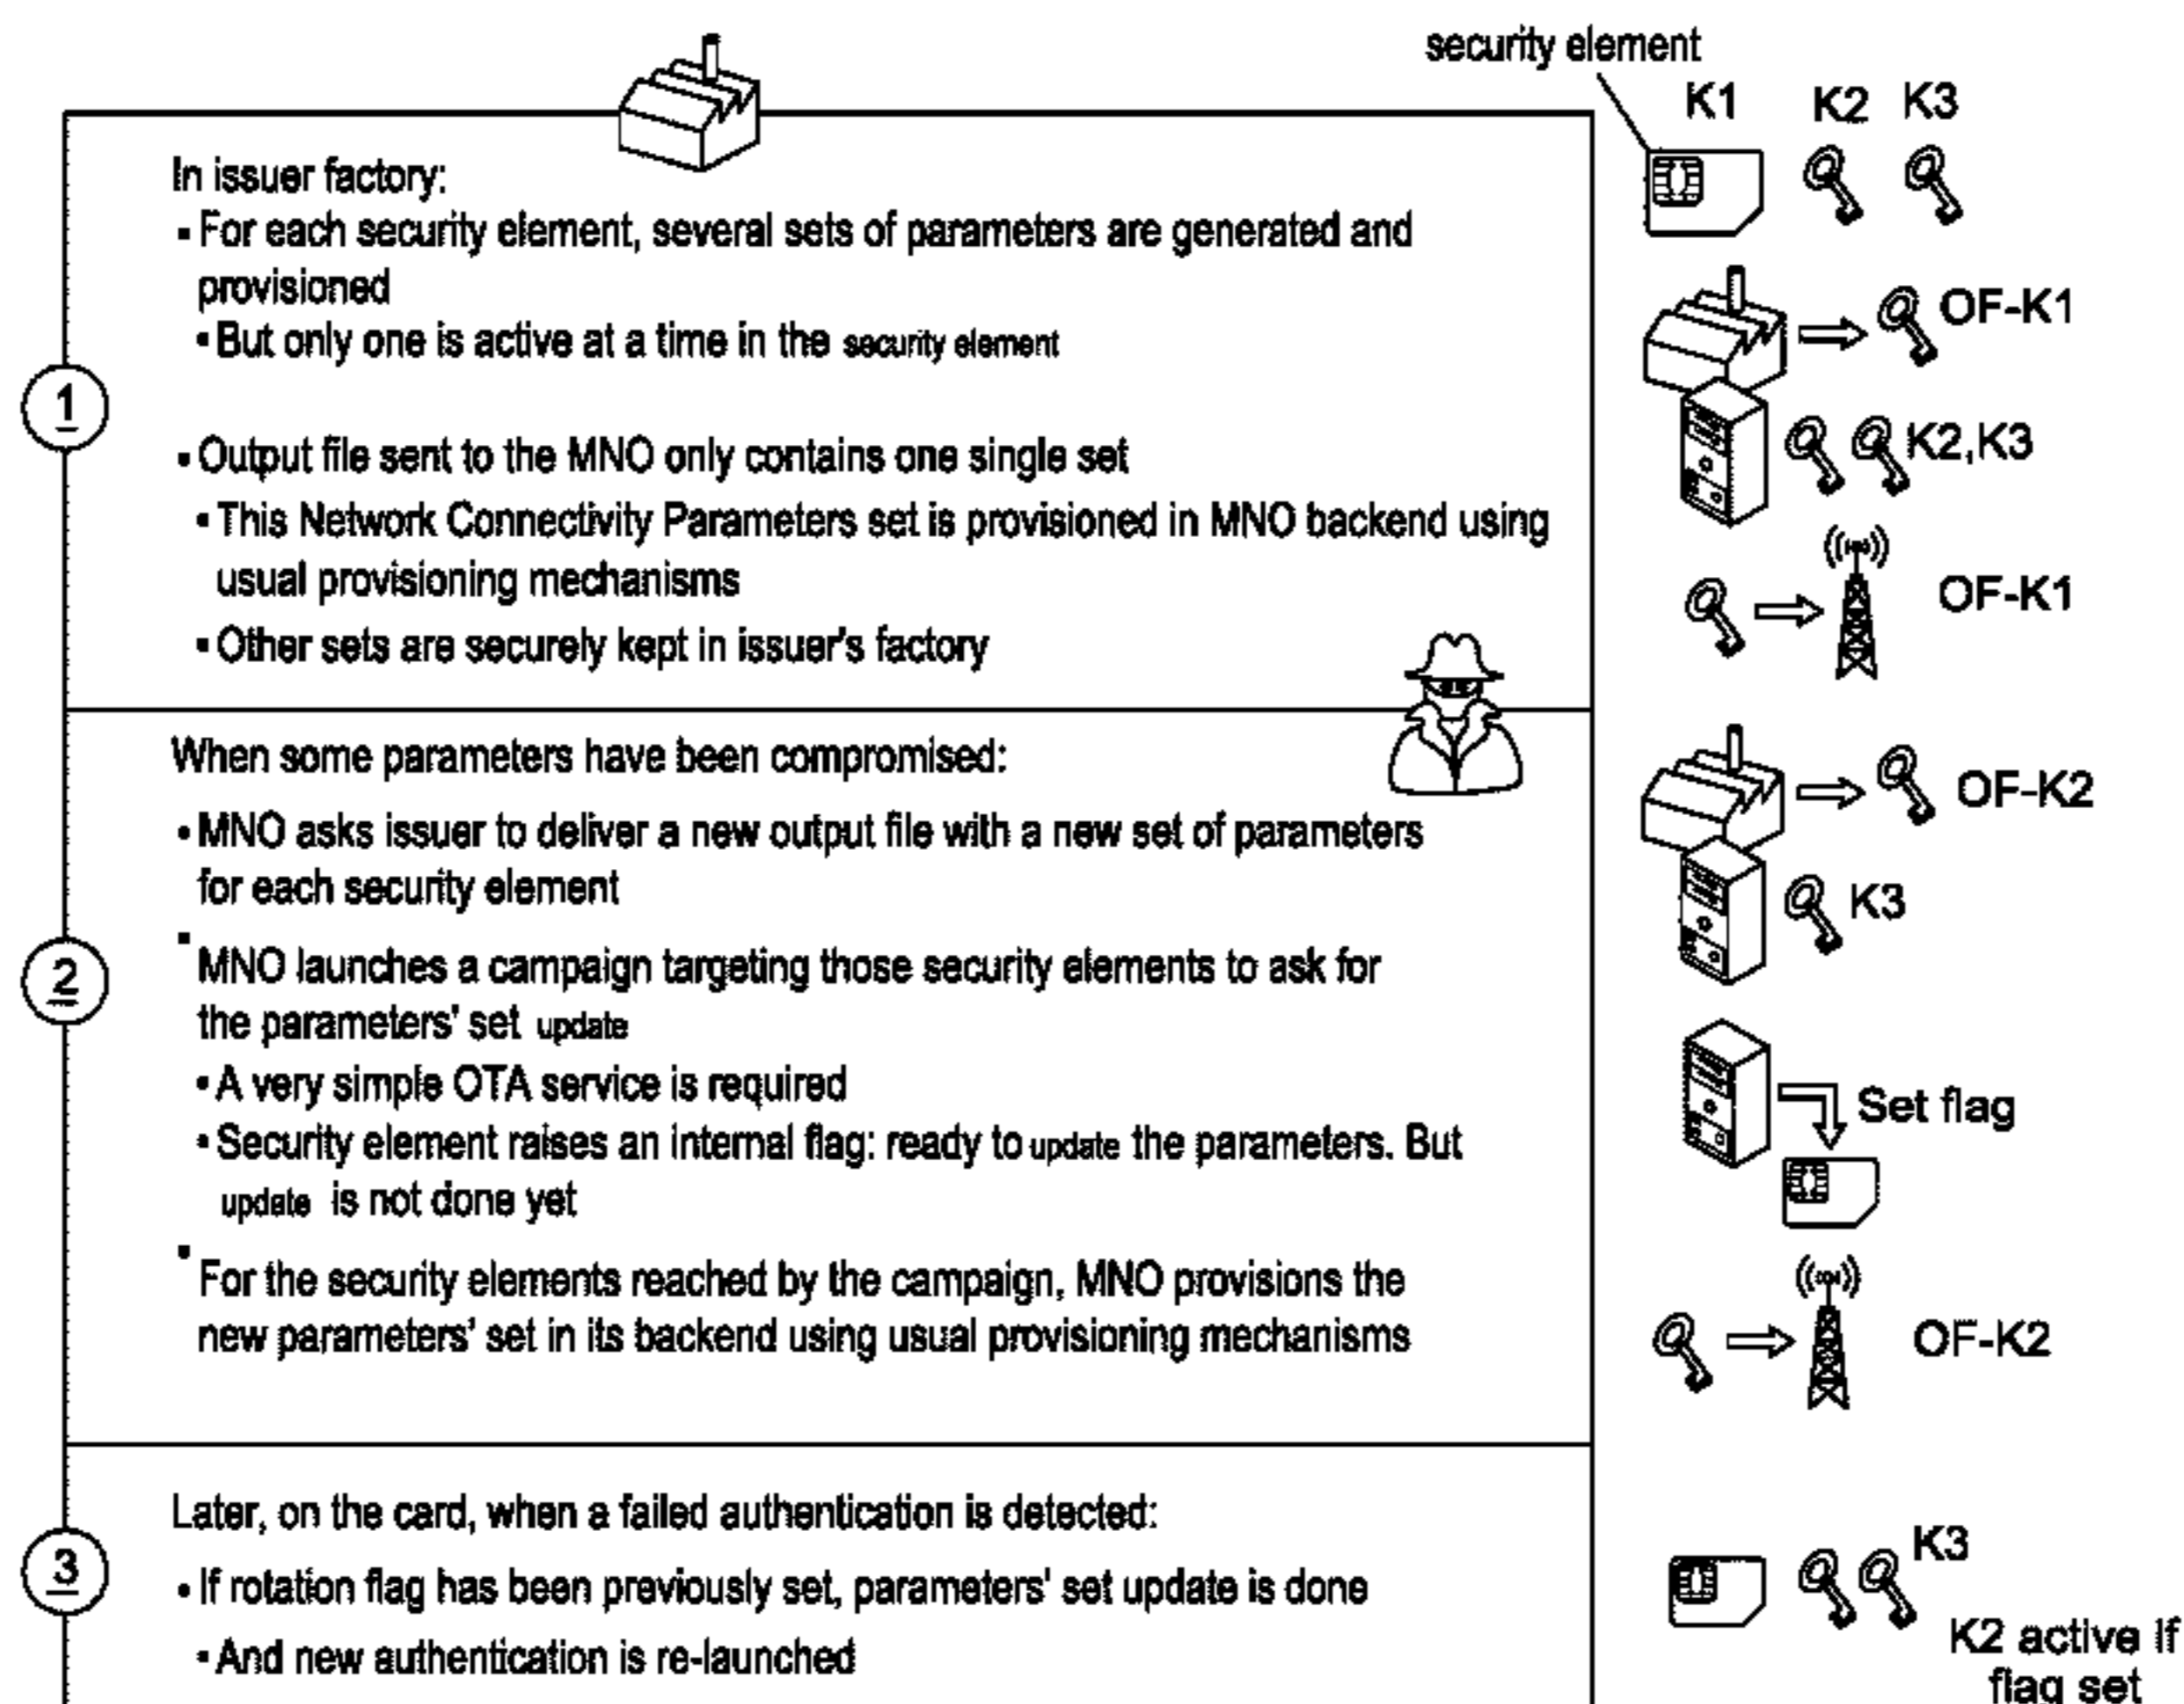 security element
K1 K2 K3
In issuer factory:
▪ For each security element, several sets of parameters are generated and
provisioned
▪ But only one is active at a time in the security element
OF-K1
1
▪ Output file sent to the MNO only contains one single set
K2,K3
▪ This Network Connectivity Parameters set is provisioned in MNO backend using
usual provisioning mechanisms
OF-K1
▪ Other sets are securely kept in issuer's factory
When some parameters have been compromised:
OF-K2
▪ MNO asks issuer to deliver a new output file with a new set of parameters
for each security element
K3
2
▪ MNO launches a campaign targeting those security elements to ask for
the parameters' set update
▪ A very simple OTA service is required
Set flag
▪ Security element raises an internal flag: ready to update the parameters. But
update is not done yet
▪ For the security elements reached by the campaign, MNO provisions the
new parameters' set in its backend using usual provisioning mechanisms
OF-K2
Later, on the card, when a failed authentication is detected:
3
K3
▪ If rotation flag has been previously set, parameters' set update is done
▪ And new authentication is re-launched
K2 active if
flag set